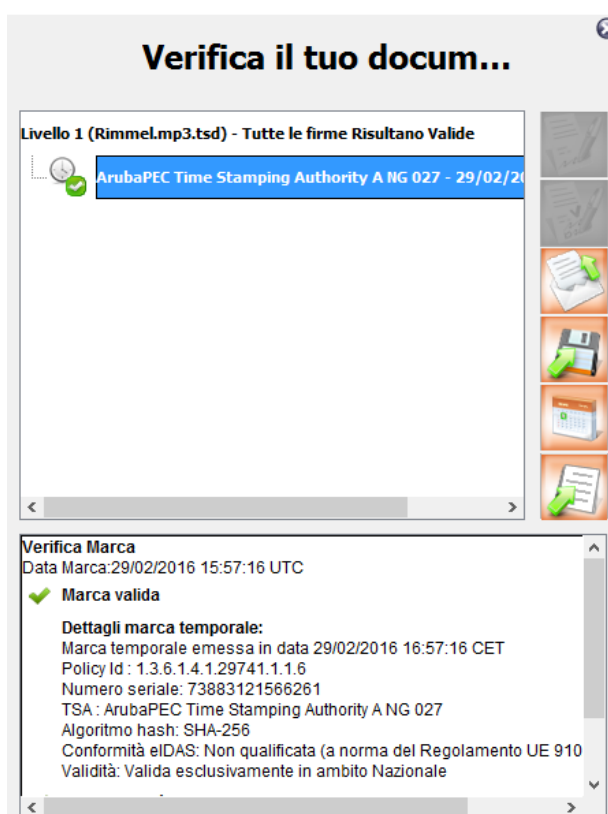 Verifica il tuo docum...
Livello 1 (Rimmel.mp3.tsd) - Tutte le firme Risultano Valide
ArubaPEC Time Stamping Authority A NG 027 - 29/02/20
Verifica Marca
Data Marca:29/02/2016 15:57:16 UTC
Marca valida
Dettagli marca temporale:
Marca temporale emessa in data 29/02/2016 16:57:16 CET
Policy Id : 1.3.6.1.4.1.29741.1.1.6
Numero seriale: 73883121566261
TSA : ArubaPEC Time Stamping Authority A NG 027
Algoritmo hash: SHA-256
Conformità eIDAS: Non qualificata (a norma del Regolamento UE 910
Validità: Valida esclusivamente in ambito Nazionale